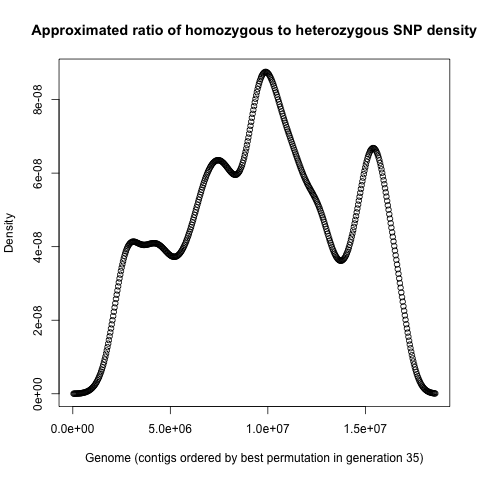 Approximated ratio of homozygous to heterozygous SNP density
Density
8e-08
6e-08
4e-08
2e-08
0e+00
0.0e+00 5.0e+06 1.0e+07 1.5e+07
Genome (contigs ordered by best permutation in generation 35)